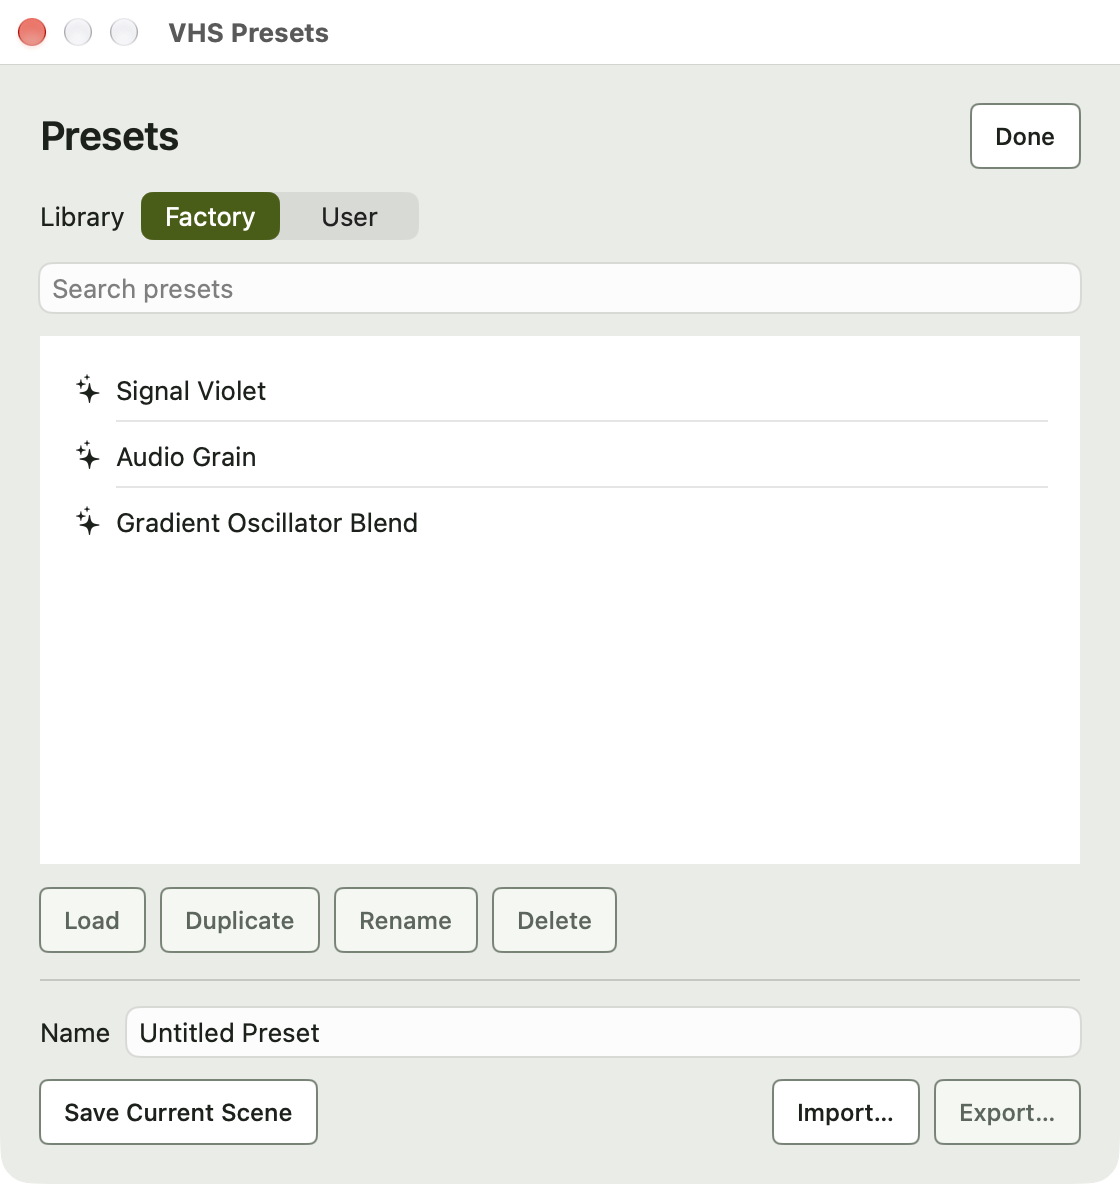 VHS Presets
Presets
Done
Library Factory User
Search presets
Signal Violet
Audio Grain
Gradient Oscillator Blend
Load Duplicate Rename Delete
Name Untitled Preset
Save Current Scene Import... Export...